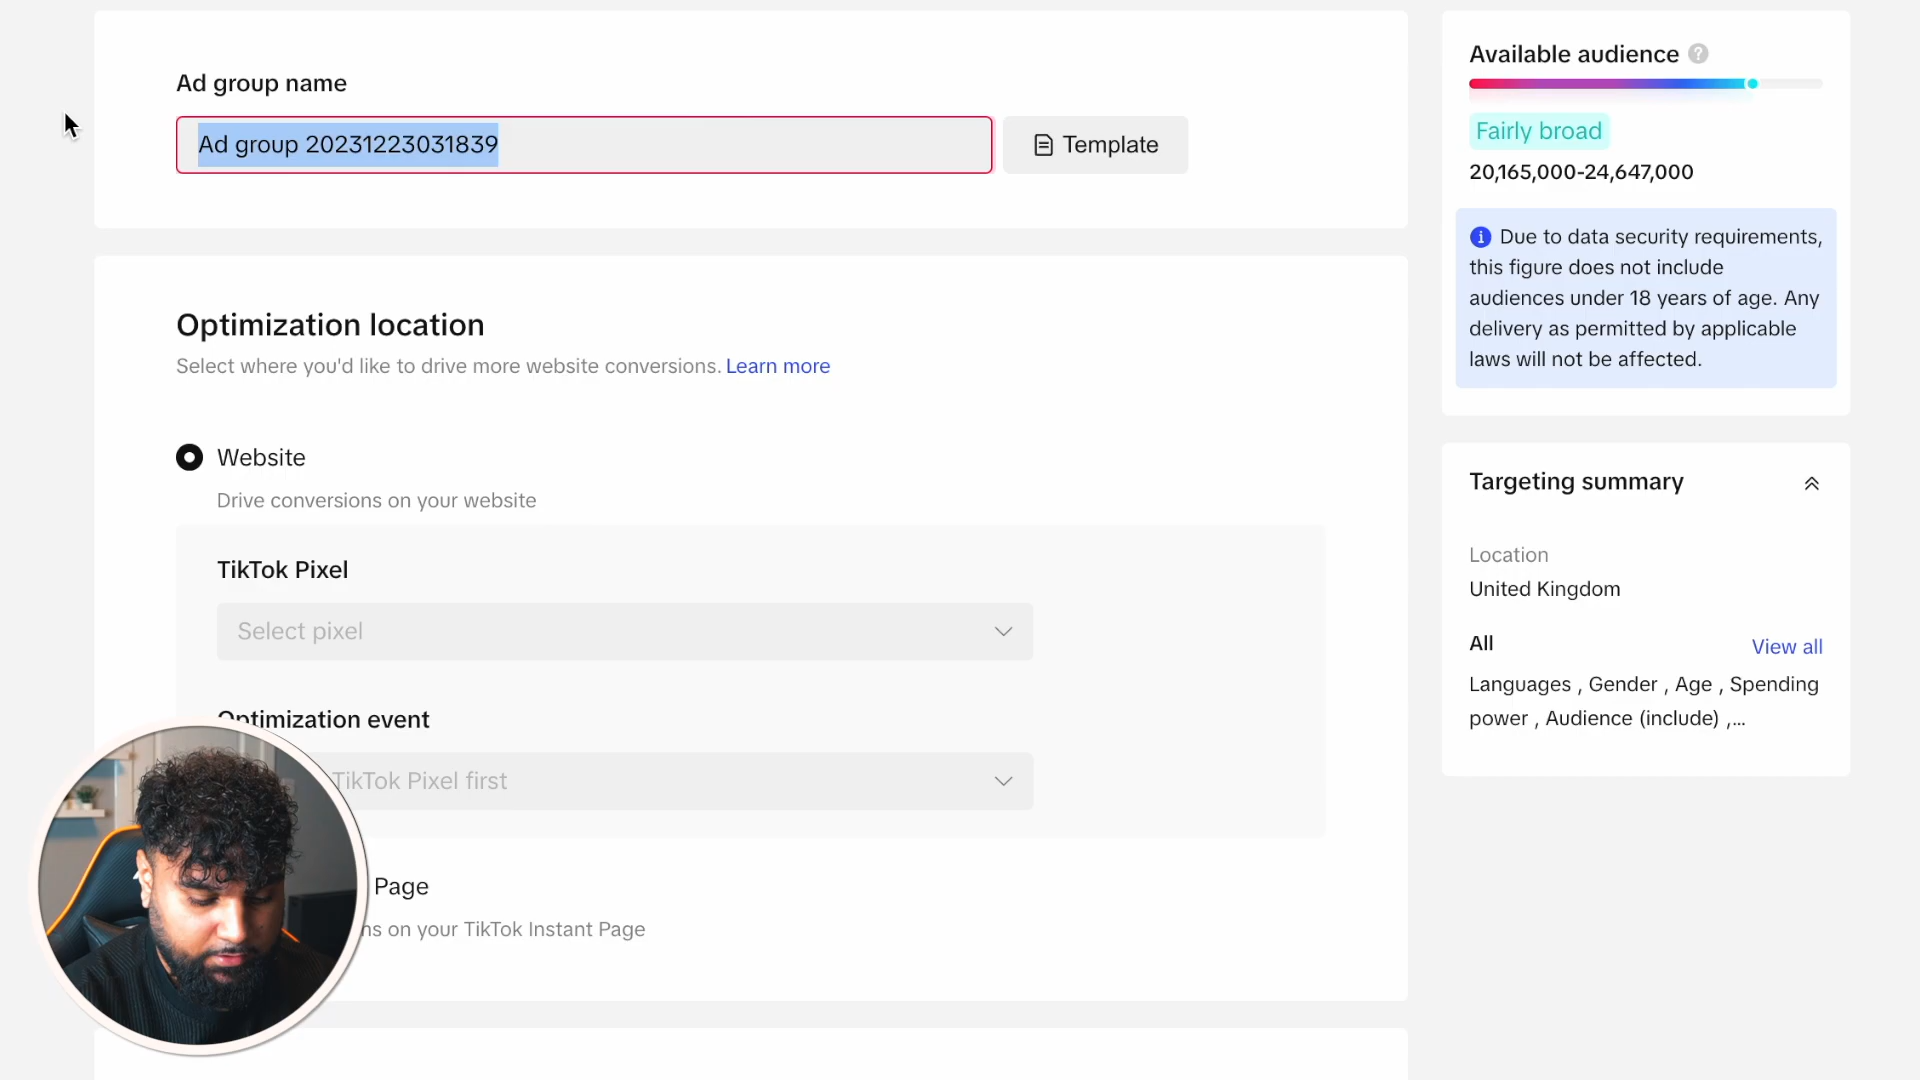 Ad group name
Ad group 20231223031839
Template
Optimization location
Select where you'd like to drive more website conversions. Learn more
Website
Drive conversions on your website
TikTok Pixel
Select pixel
Optimization event
TikTok Pixel first
Page
on your TikTok Instant Page
Available audience
Fairly broad
20,165,000-24,647,000
Due to data security requirements,
this figure does not include
audiences under 18 years of age. Any
delivery as permitted by applicable
laws will not be affected.
Targeting summary
Location
United Kingdom
All
View all
Languages , Gender , Age , Spending
power , Audience (include) ,...